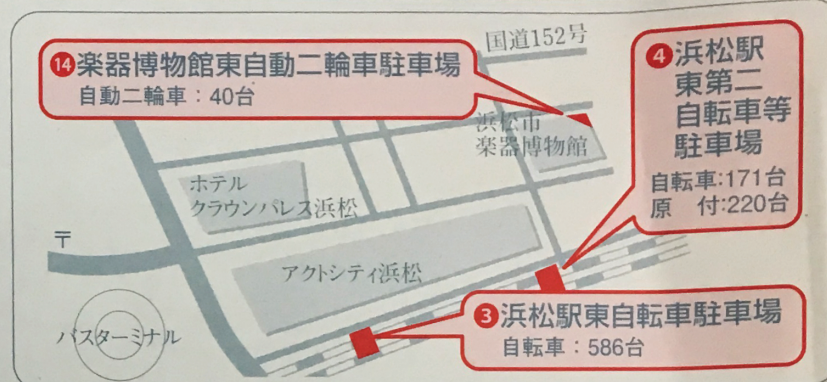 国道152号
⓮楽器博物館東自動二輪車駐車場
自動二輪車：40台
❹浜松駅
東第二
自転車等
駐車場
自転車:171台
原　付:220台
浜松市
楽器博物館
ホテル
クラウンパレス浜松
〒
アクトシティ浜松
バスターミナル
❸浜松駅東自転車駐車場
自転車：586台